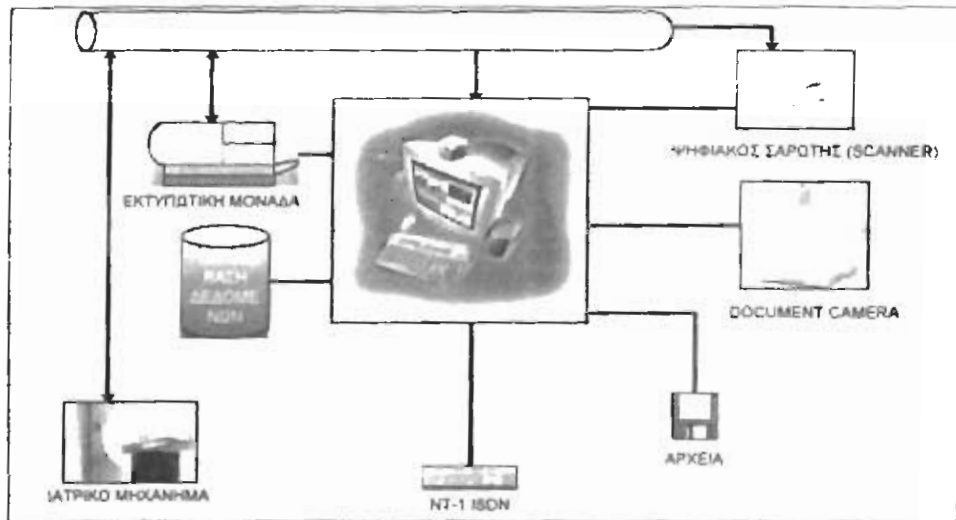 ΨΗΦΙΑΚΟΣ ΣΑΡΩΤΗΣ (SCANNER)
ΕΚΤΥΠΩΤΙΚΗ ΜΟΝΑΔΑ
ΒΑΣΗ
ΔΕΔΟΜΕ
ΝΩΝ
DOCUMENT CAMERA
ΑΡΧΕΙΑ
ΙΑΤΡΙΚΟ ΜΗΧΑΝΗΜΑ
NT-1 ISDN